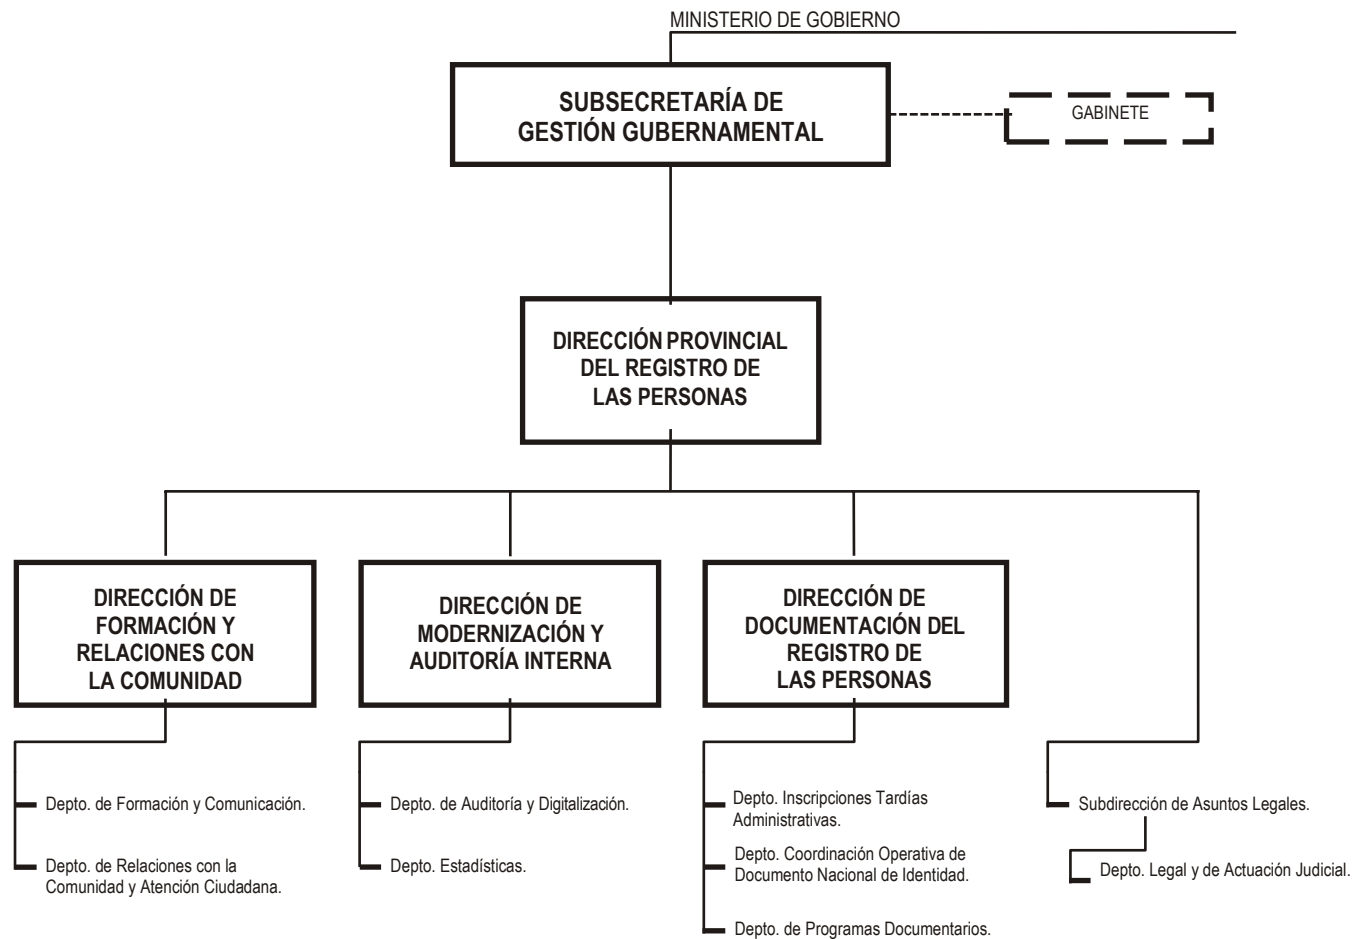 MINISTERIO DE GOBIERNO
SUBSECRETARÍA DE
GESTIÓN GUBERNAMENTAL
GABINETE
DIRECCIÓN PROVINCIAL
DEL REGISTRO DE
LAS PERSONAS
DIRECCIÓN DE
FORMACIÓN Y
RELACIONES CON
LA COMUNIDAD
DIRECCIÓN DE
MODERNIZACIÓN Y
AUDITORÍA INTERNA
DIRECCIÓN DE
DOCUMENTACIÓN DEL
REGISTRO DE
LAS PERSONAS
Depto. de Formación y Comunicación.
Depto. de Relaciones con la
Comunidad y Atención Ciudadana.
Depto. de Auditoría y Digitalización.
Depto. Estadísticas.
Depto. Inscripciones Tardías
Administrativas.
Depto. Coordinación Operativa de
Documento Nacional de Identidad.
Depto. de Programas Documentarios.
Subdirección de Asuntos Legales.
Depto. Legal y de Actuación Judicial.